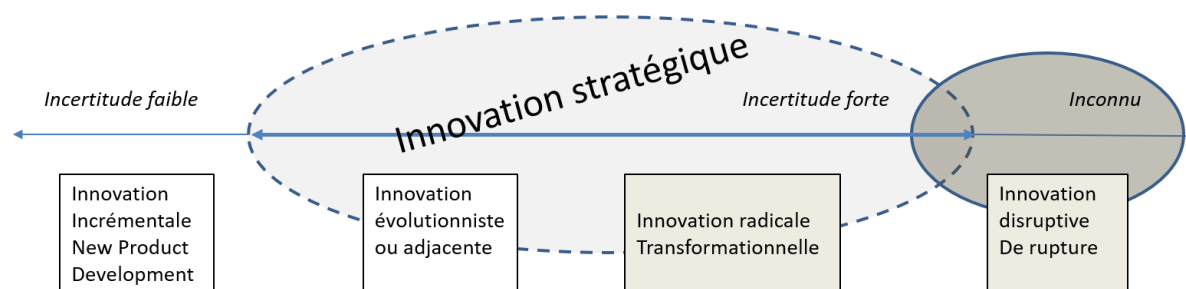 Innovation stratégique
Incertitude faible
Incertitude forte
Inconnu
Innovation
Incrémentale
New Product
Development
Innovation
évolutionniste
ou adjacente
Innovation radicale
Transformationnelle
Innovation
disruptive
De rupture